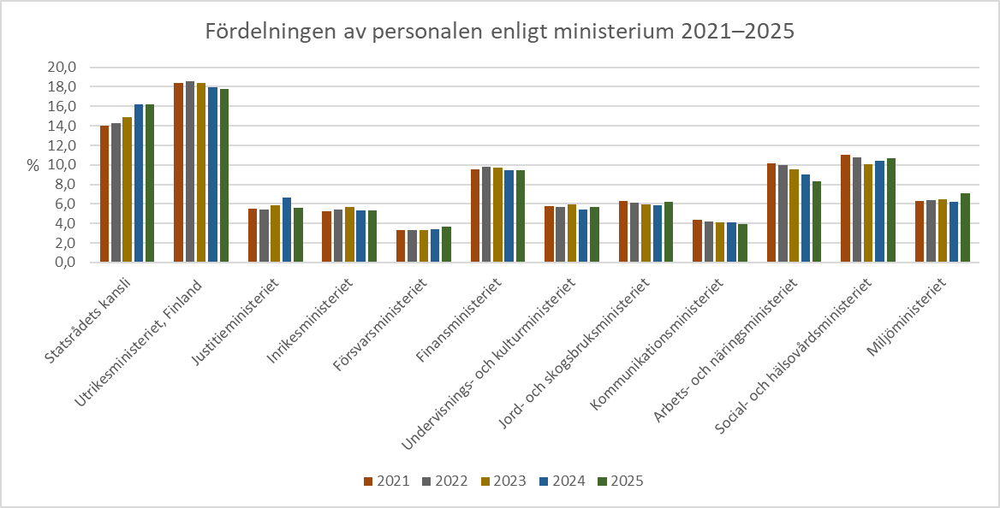 Fördelningen av personalen enligt ministerium 2021–2025
20,0
18,0
16,0
14,0
12,0
10,0
8,0
6,0
4,0
2,0
0,0
%
Statsrådets kansli
Utrikesministeriet, Finland
Justitieministeriet
Inrikesministeriet
Försvarsministeriet
Finansministeriet
Undervisnings- och kulturministeriet
Jord- och skogsbruksministeriet
Kommunikationsministeriet
Arbets- och näringsministeriet
Social- och hälsovårdsministeriet
Miljöministeriet
2021 2022 2023 2024 2025